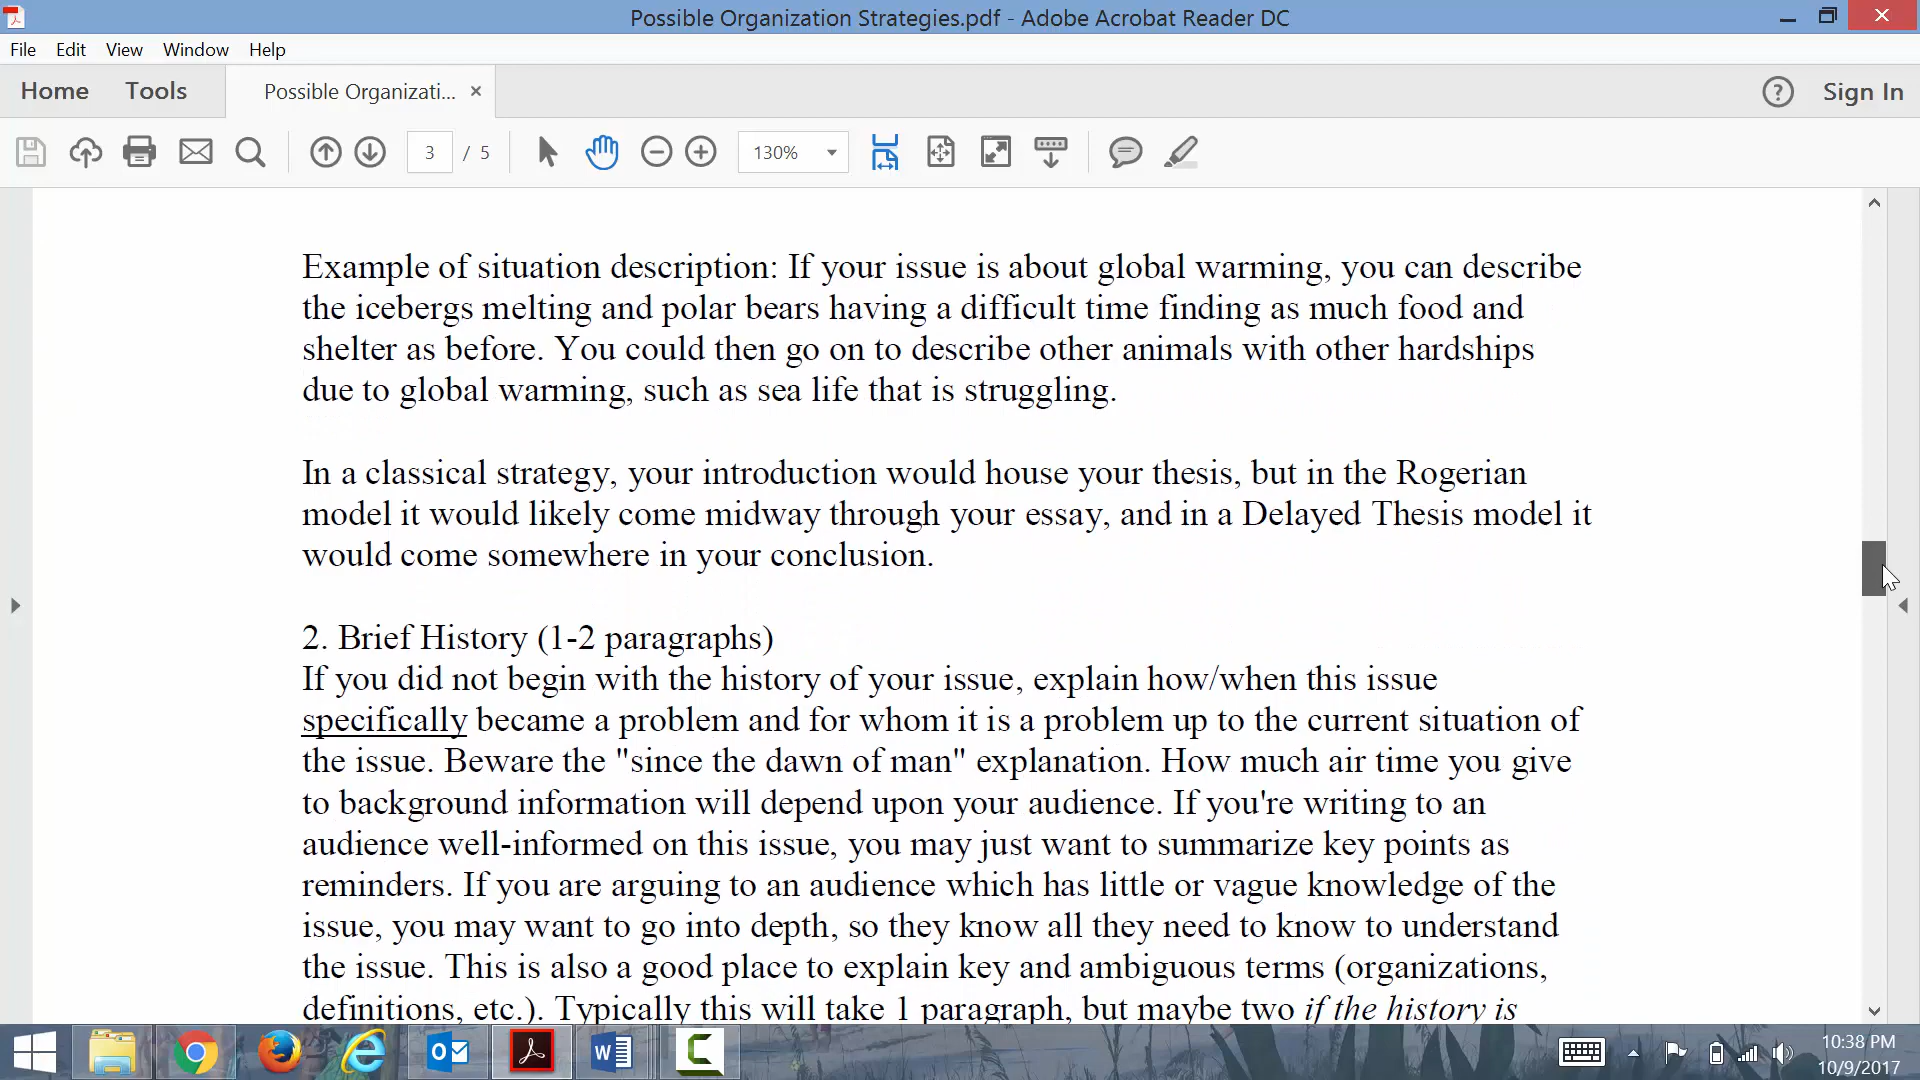 Possible Organization Strategies.pdf - Adobe Acrobat Reader DC
File Edit View Window Help
Home Tools Possible Organizati... × ? Sign In
3 / 5 130%
Example of situation description: If your issue is about global warming, you can describe
the icebergs melting and polar bears having a difficult time finding as much food and
shelter as before. You could then go on to describe other animals with other hardships
due to global warming, such as sea life that is struggling.
In a classical strategy, your introduction would house your thesis, but in the Rogerian
model it would likely come midway through your essay, and in a Delayed Thesis model it
would come somewhere in your conclusion.
2. Brief History (1-2 paragraphs)
If you did not begin with the history of your issue, explain how/when this issue
specifically became a problem and for whom it is a problem up to the current situation of
the issue. Beware the "since the dawn of man" explanation. How much air time you give
to background information will depend upon your audience. If you're writing to an
audience well-informed on this issue, you may just want to summarize key points as
reminders. If you are arguing to an audience which has little or vague knowledge of the
issue, you may want to go into depth, so they know all they need to know to understand
the issue. This is also a good place to explain key and ambiguous terms (organizations,
definitions, etc.). Typically this will take 1 paragraph, but maybe two if the history is
10:38 PM
10/9/2017